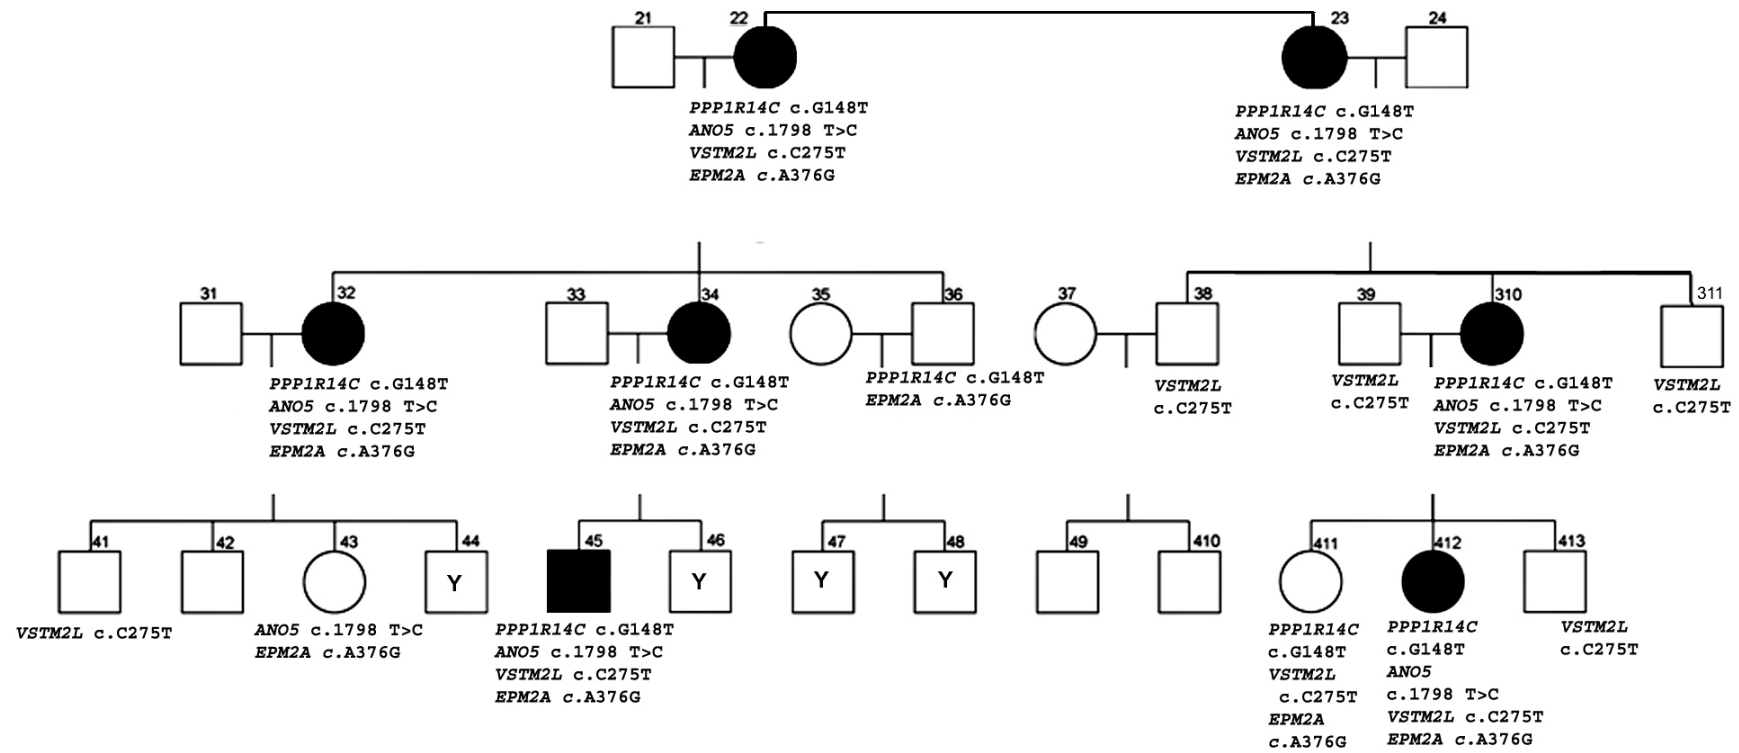 21 22 23 24
PPP1R14C c.G148T
ANO5 c.1798 T>C
VSTM2L c.C275T
EPM2A c.A376G
PPP1R14C c.G148T
ANO5 c.1798 T>C
VSTM2L c.C275T
EPM2A c.A376G
31 32 33 34 35 36 37 38 39 310 311
PPP1R14C c.G148T
ANO5 c.1798 T>C
VSTM2L c.C275T
EPM2A c.A376G
PPP1R14C c.G148T
ANO5 c.1798 T>C
VSTM2L c.C275T
EPM2A c.A376G
PPP1R14C c.G148T
EPM2A c.A376G
VSTM2L
c.C275T
VSTM2L
c.C275T
PPP1R14C c.G148T
ANO5 c.1798 T>C
VSTM2L c.C275T
EPM2A c.A376G
VSTM2L
c.C275T
41 42 43 44 45 46 47 48 49 410 411 412 413
Y Y Y Y
VSTM2L c.C275T
ANO5 c.1798 T>C
EPM2A c.A376G
PPP1R14C c.G148T
ANO5 c.1798 T>C
VSTM2L c.C275T
EPM2A c.A376G
PPP1R14C
c.G148T
VSTM2L
c.C275T
EPM2A
c.A376G
PPP1R14C
c.G148T
ANO5
c.1798 T>C
VSTM2L c.C275T
EPM2A c.A376G
VSTM2L
c.C275T